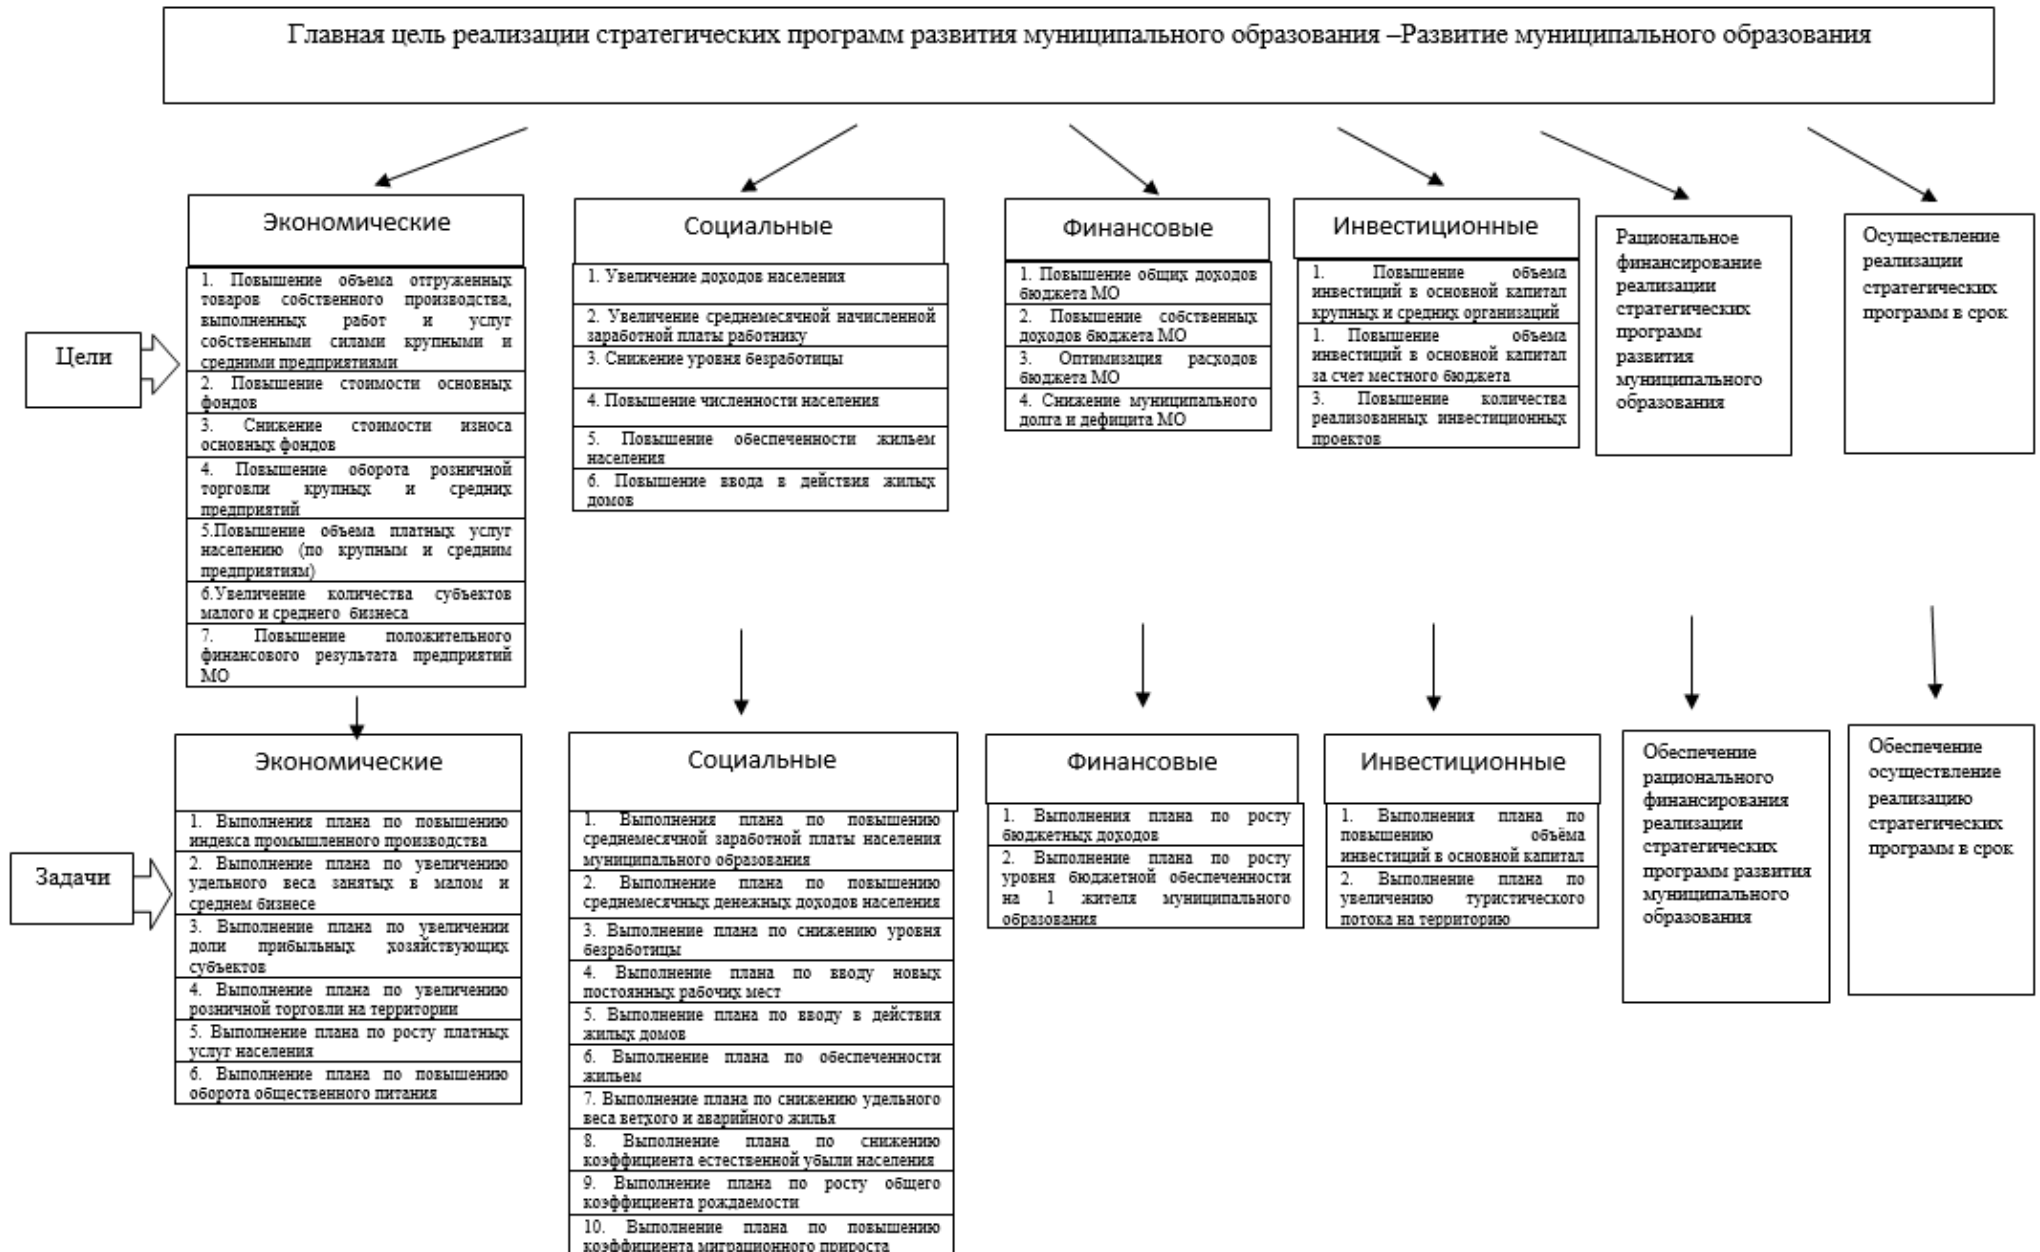 Главная цель реализации стратегических программ развития муниципального образования –Развитие муниципального образования
Цели
Экономические
1. Повышение объема отгруженных
товаров собственного производства,
выполненных работ и услуг
собственными силами крупными и
средними предприятиями
2. Повышение стоимости основных
фондов
3. Снижение стоимости износа
основных фондов
4. Повышение оборота розничной
торговли крупных и средних
предприятий
5.Повышение объема платных услуг
населению (по крупным и средним
предприятиям)
6.Увеличение количества субъектов
малого и среднего бизнеса
7. Повышение положительного
финансового результата предприятий
МО
Социальные
1. Увеличение доходов населения
2. Увеличение среднемесячной начисленной
заработной платы работнику
3. Снижение уровня безработицы
4. Повышение численности населения
5. Повышение обеспеченности жильем
населения
6. Повышение ввода в действия жилых
домов
Финансовые
1. Повышение общих доходов
бюджета МО
2. Повышение собственных
доходов бюджета МО
3. Оптимизация расходов
бюджета МО
4. Снижение муниципального
долга и дефицита МО
Инвестиционные
1. Повышение объема
инвестиций в основной капитал
крупных и средних организаций
1. Повышение объема
инвестиций в основной капитал
за счет местного бюджета
3. Повышение количества
реализованных инвестиционных
проектов
Рациональное
финансирование
реализации
стратегических
программ
развития
муниципального
образования
Осуществление
реализации
стратегических
программ в срок
Задачи
Экономические
1. Выполнения плана по повышению
индекса промышленного производства
2. Выполнение плана по увеличению
удельного веса занятых в малом и
среднем бизнесе
3. Выполнение плана по увеличении
доли прибыльных хозяйствующих
субъектов
4. Выполнение плана по увеличению
розничной торговли на территории
5. Выполнение плана по росту платных
услуг населения
6. Выполнение плана по повышению
оборота общественного питания
Социальные
1. Выполнения плана по повышению
среднемесячной заработной платы населения
муниципального образования
2. Выполнение плана по повышению
среднемесячных денежных доходов населения
3. Выполнение плана по снижению уровня
безработицы
4. Выполнение плана по вводу новых
постоянных рабочих мест
5. Выполнение плана по вводу в действия
жилых домов
6. Выполнение плана по обеспеченности
жильем
7. Выполнение плана по снижению удельного
веса ветхого и аварийного жилья
8. Выполнение плана по снижению
коэффициента естественной убыли населения
9. Выполнение плана по росту общего
коэффициента рождаемости
10. Выполнение плана по повышению
коэффициента миграционного прироста
Финансовые
1. Выполнения плана по росту
бюджетных доходов
2. Выполнение плана по росту
уровня бюджетной обеспеченности
на 1 жителя муниципального
образования
Инвестиционные
1. Выполнения плана по
повышению объёма
инвестиций в основной капитал
2. Выполнение плана по
увеличению туристического
потока на территорию
Обеспечение
рационального
финансирования
реализации
стратегических
программ развития
муниципального
образования
Обеспечение
осуществление
реализацию
стратегических
программ в срок